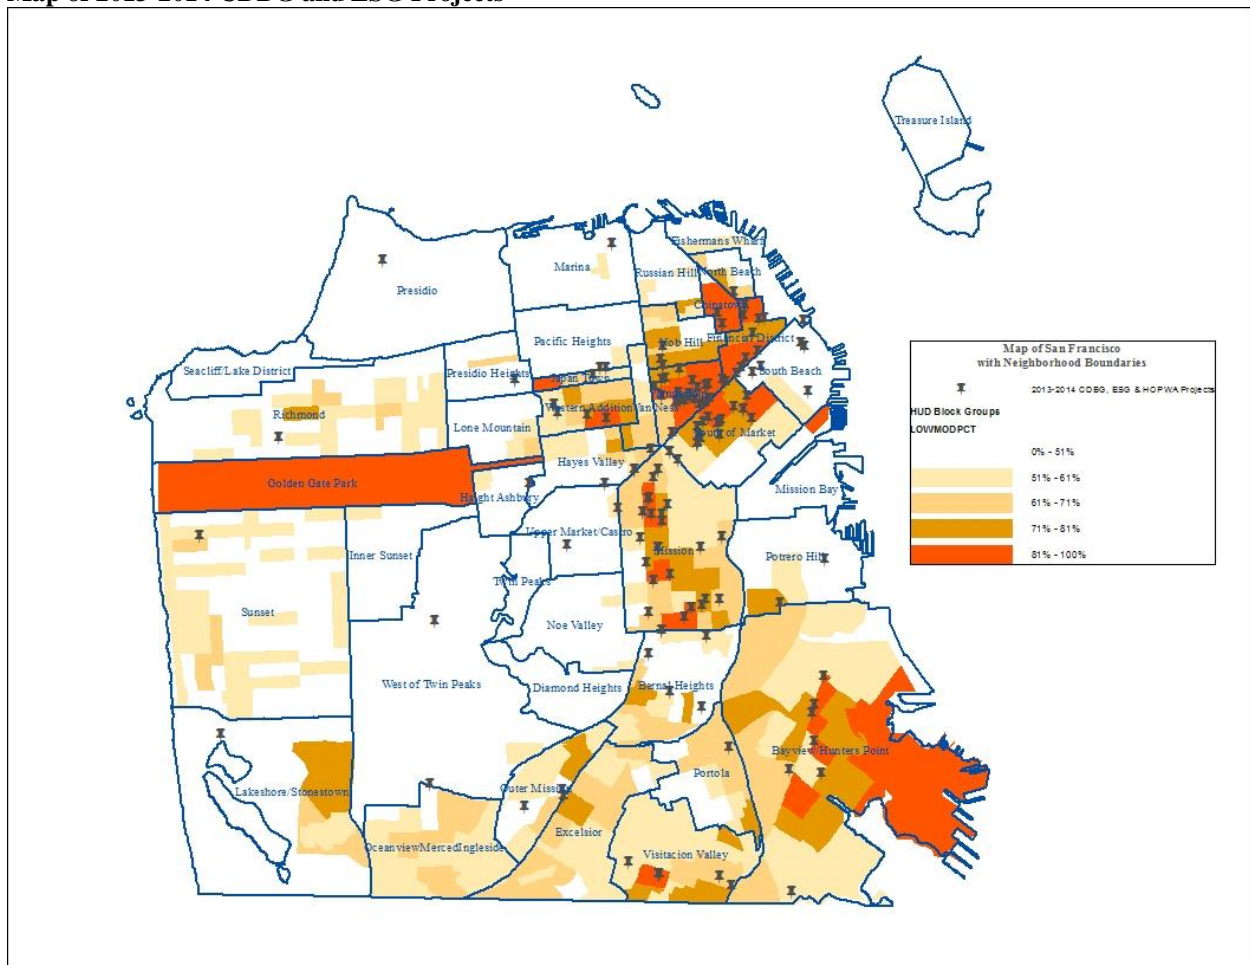 Map of 2013-2014 CDBG and ESG Projects
Treasure Island
Fishermans Wharf
Marina
Russian Hill
North Beach
Presidio
Chinatown
Pacific Heights
Nob Hill
Financial District
Seacliff/Lake District
Presidio Heights
Japan Town
South Beach
Richmond
Western Addition
Van Ness
Lone Mountain
South of Market
Hayes Valley
Golden Gate Park
Haight Ashbury
Mission Bay
Upper Market/Castro
Inner Sunset
Mission
Potrero Hill
Twin Peaks
Sunset
Noe Valley
West of Twin Peaks
Diamond Heights
Bernal Heights
Bayview Hunters Point
Portola
Lakeshore/Stonestown
Outer Mission
Excelsior
OceanviewMercedIngleside
Visitacion Valley
Map of San Francisco
with Neighborhood Boundaries
2013-2014 CDBG, ESG & HOPWA Projects
HUD Block Groups
LOWMODPCT
0% - 51%
51% - 61%
61% - 71%
71% - 81%
81% - 100%